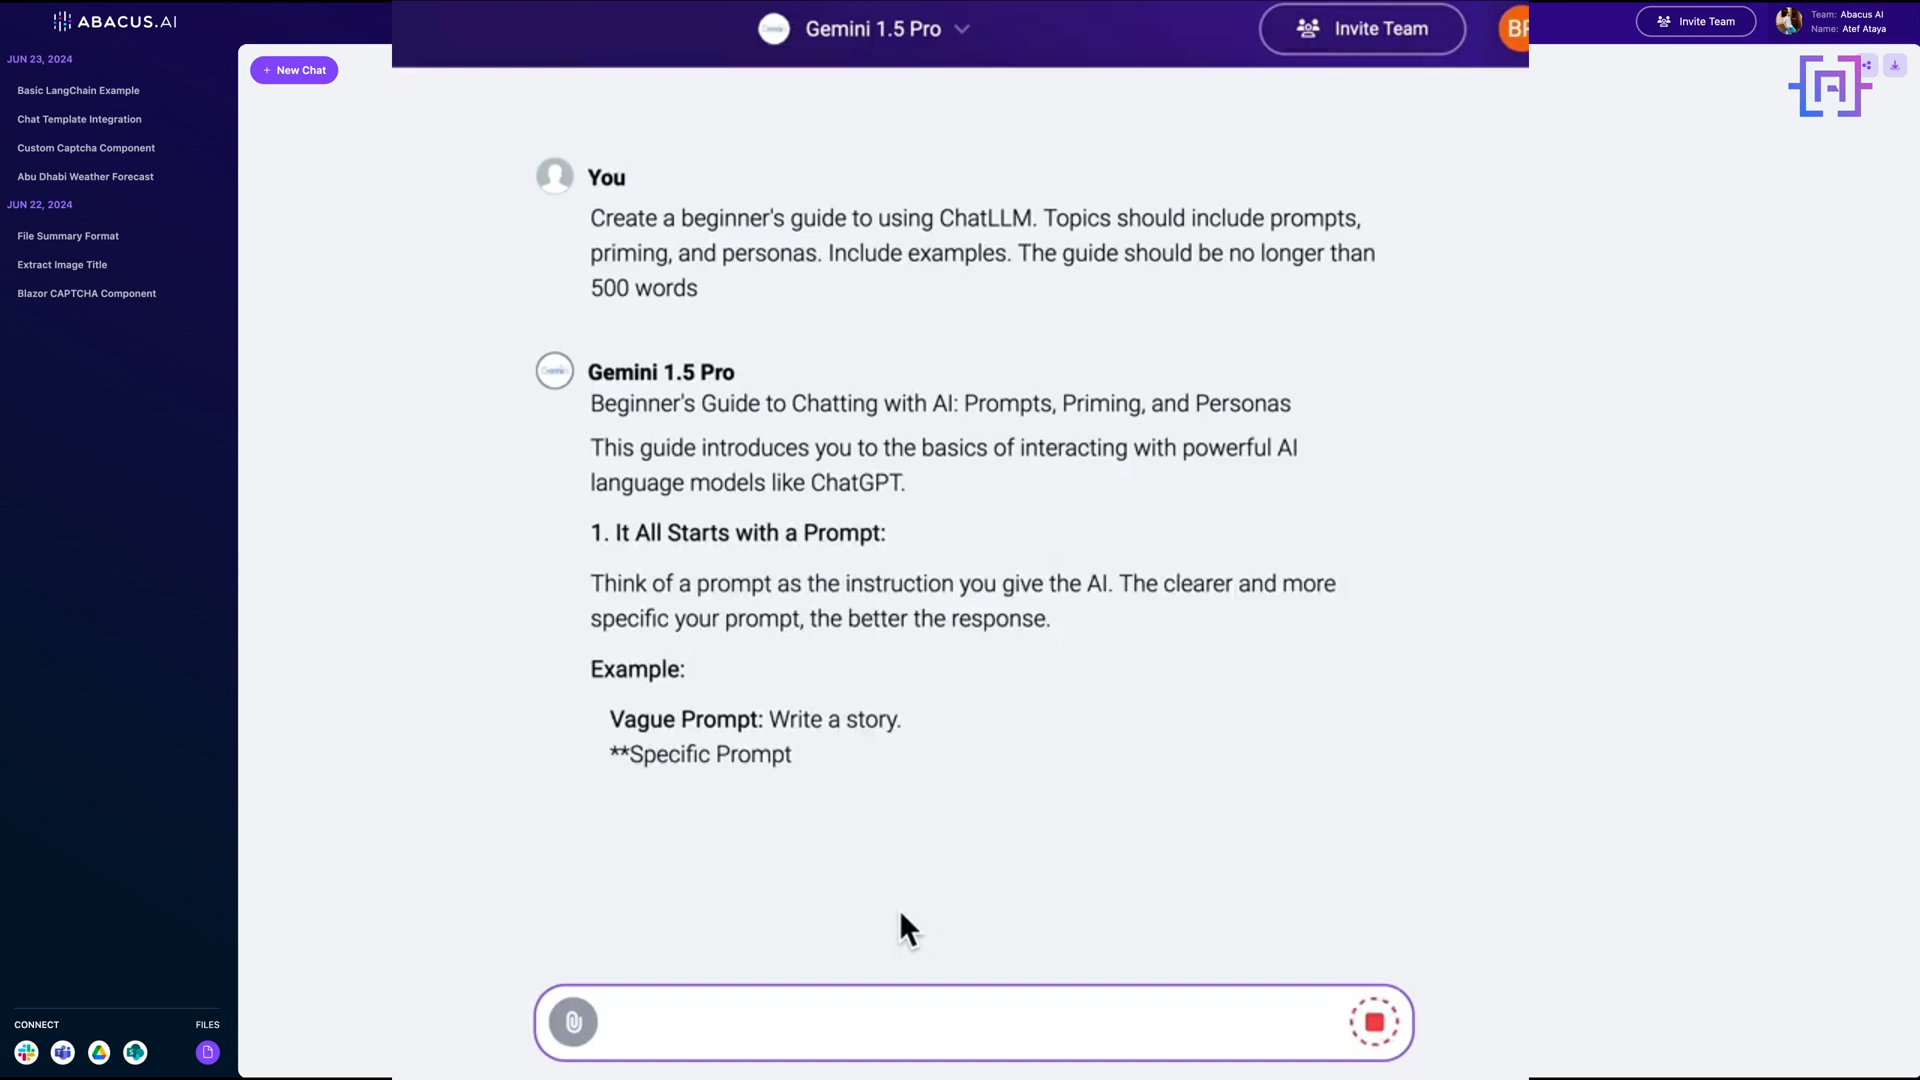 ABACUS.AI
JUN 23, 2024
Basic LangChain Example
Chat Template Integration
Custom Captcha Component
Abu Dhabi Weather Forecast
JUN 22, 2024
File Summary Format
Extract Image Title
Blazor CAPTCHA Component
CONNECT
FILES
+ New Chat
Gemini 1.5 Pro
Invite Team
BR
Invite Team
Team: Abacus AI
Name: Atef Ataya
You
Create a beginner's guide to using ChatLLM. Topics should include prompts,
priming, and personas. Include examples. The guide should be no longer than
500 words
Gemini 1.5 Pro
Beginner's Guide to Chatting with AI: Prompts, Priming, and Personas
This guide introduces you to the basics of interacting with powerful AI
language models like ChatGPT.
1. It All Starts with a Prompt:
Think of a prompt as the instruction you give the AI. The clearer and more
specific your prompt, the better the response.
Example:
Vague Prompt: Write a story.
**Specific Prompt